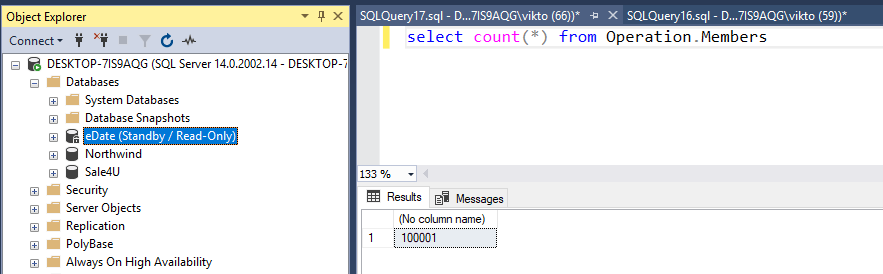 Object Explorer
Connect
DESKTOP-7IS9AQG (SQL Server 14.0.2002.14 - DESKTOP-7
Databases
System Databases
Database Snapshots
eDate (Standby / Read-Only)
Northwind
Sale4U
Security
Server Objects
Replication
PolyBase
Always On High Availability
SQLQuery17.sql - D...7IS9AQG\vikto (66))*
SQLQuery16.sql - D...7IS9AQG\vikto (59))*
select count(*) from Operation.Members
133 %
Results Messages
(No column name)
1 100001